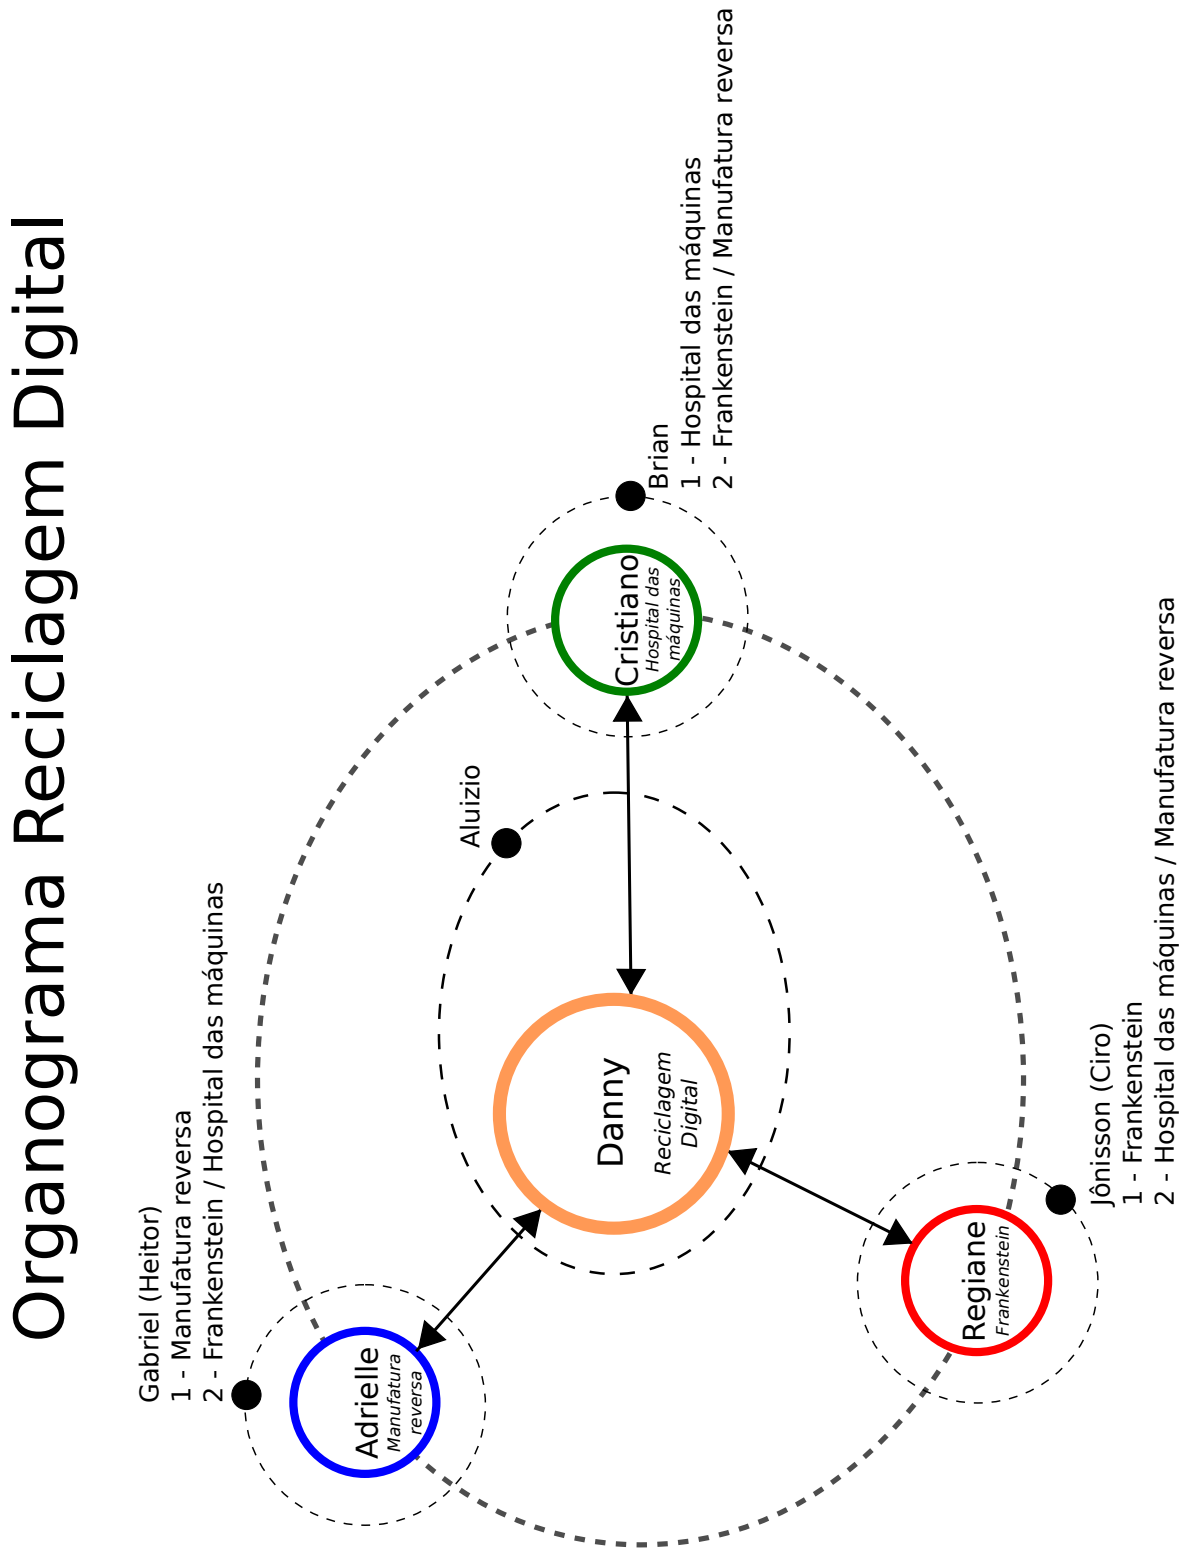 Organograma Reciclagem Digital
Gabriel (Heitor)
1 - Manufatura reversa
2 - Frankenstein / Hospital das máquinas
Adrielle
Manufatura
reversa
Aluizio
Danny
Reciclagem
Digital
Cristiano
Hospital das
máquinas
Brian
1 - Hospital das máquinas
2 - Frankenstein / Manufatura reversa
Regiane
Frankenstein
Jônisson (Ciro)
1 - Frankenstein
2 - Hospital das máquinas / Manufatura reversa